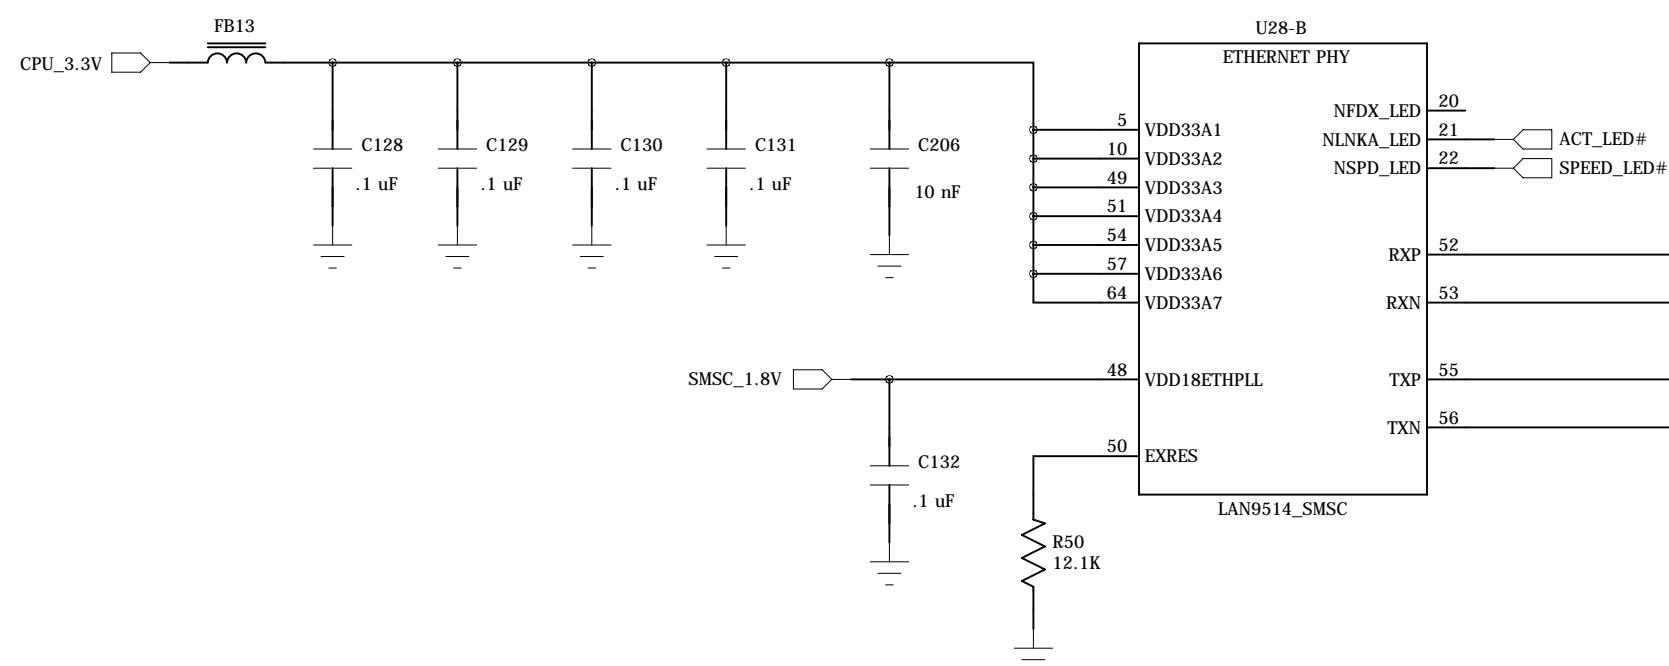 FB13
CPU_3.3V
C128
.1 uF
C129
.1 uF
C130
.1 uF
C131
.1 uF
C206
10 nF
U28-B
ETHERNET PHY
5 VDD33A1
10 VDD33A2
49 VDD33A3
51 VDD33A4
54 VDD33A5
57 VDD33A6
64 VDD33A7
NFDX_LED 20
NLNKA_LED 21 ACT_LED#
NSPD_LED 22 SPEED_LED#
RXP 52
RXN 53
SMSC_1.8V
48 VDD18ETHPLL
TXP 55
TXN 56
50 EXRES
C132
.1 uF
LAN9514_SMSC
R50
12.1K